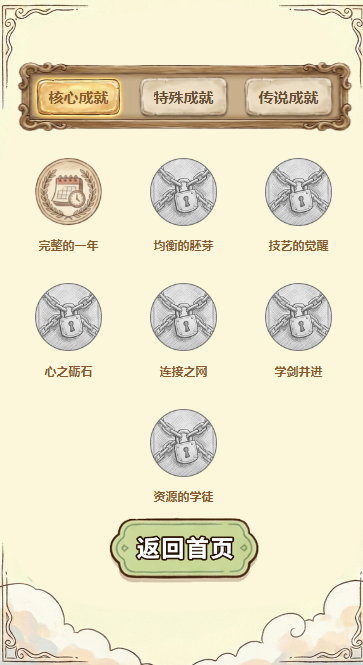 核心成就 特殊成就 传说成就
完整的一年 均衡的胚芽 技艺的觉醒
心之砺石 连接之网 学剑并进
资源的学徒
返回首页